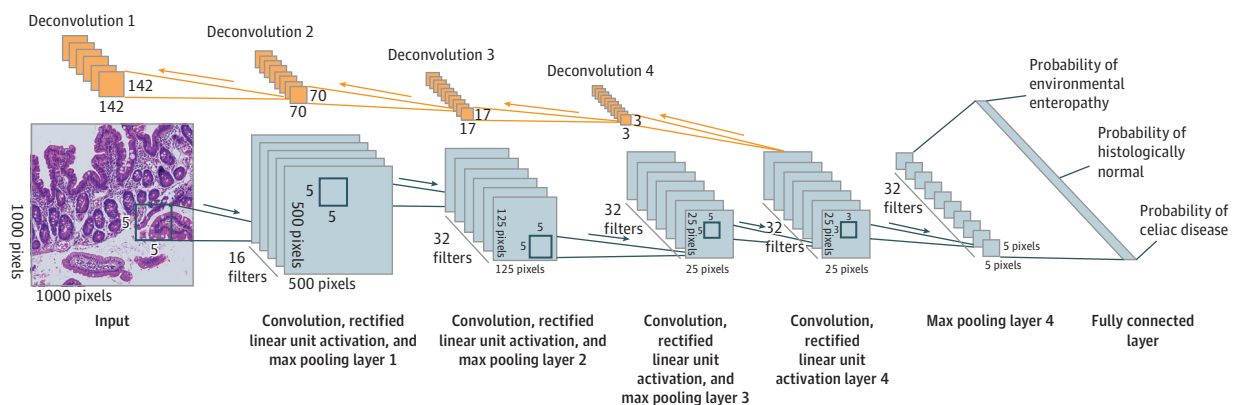 Deconvolution 1
Deconvolution 2
Deconvolution 3
Deconvolution 4
142
142
70
70
17
17
3
3
Probability of
environmental
enteropathy
Probability of
histologically
normal
Probability of
celiac disease
1000 pixels
1000 pixels
5
5
16
filters
500 pixels
500 pixels
5
5
32
filters
125 pixels
125 pixels
5
5
32
filters
25 pixels
25 pixels
5
5
32
filters
25 pixels
25 pixels
3
3
32
filters
5 pixels
5 pixels
Input
Convolution, rectified
linear unit activation, and
max pooling layer 1
Convolution, rectified
linear unit activation, and
max pooling layer 2
Convolution,
rectified
linear unit
activation, and
max pooling layer 3
Convolution,
rectified
linear unit
activation layer 4
Max pooling layer 4
Fully connected
layer